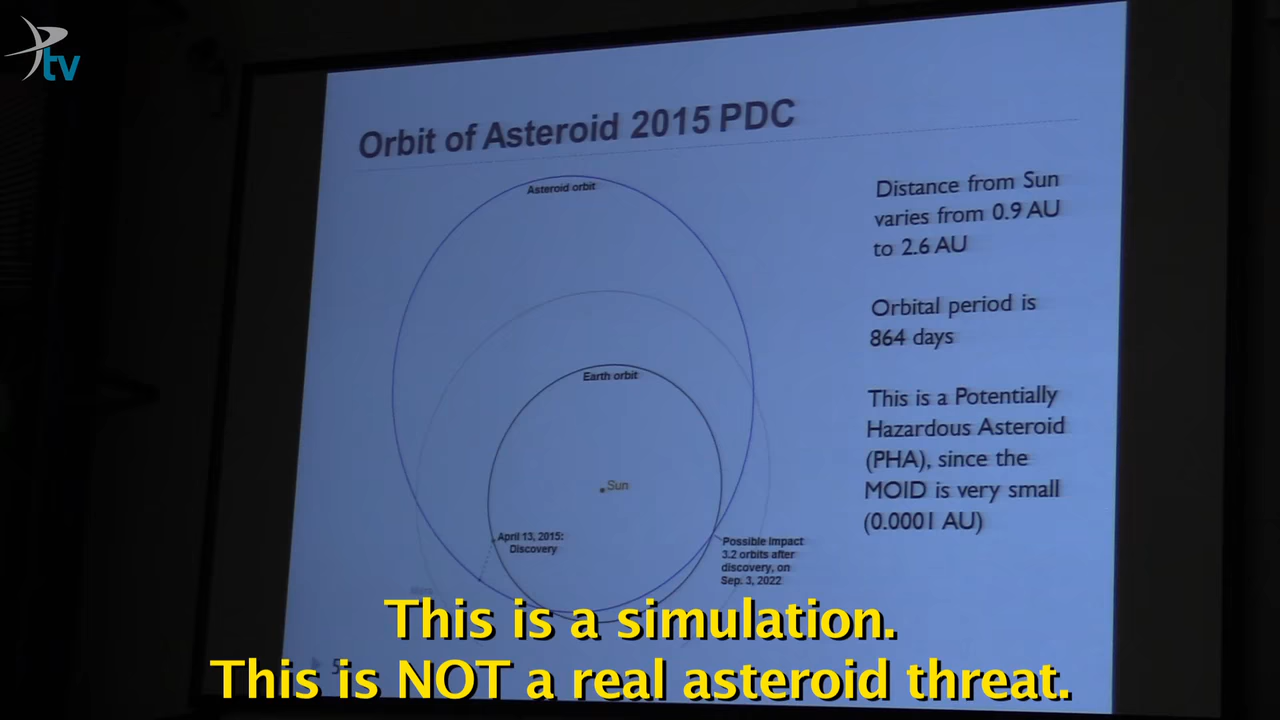 tv
Orbit of Asteroid 2015 PDC
Asteroid orbit
Distance from Sun
varies from 0.9 AU
to 2.6 AU
Orbital period is
864 days
Earth orbit
This is a Potentially
Hazardous Asteroid
(PHA), since the
MOID is very small
(0.0001 AU)
Sun
April 13, 2015:
Discovery
Possible Impact
3.2 orbits after
discovery, on
Sep. 3, 2022
This is a simulation.
This is NOT a real asteroid threat.